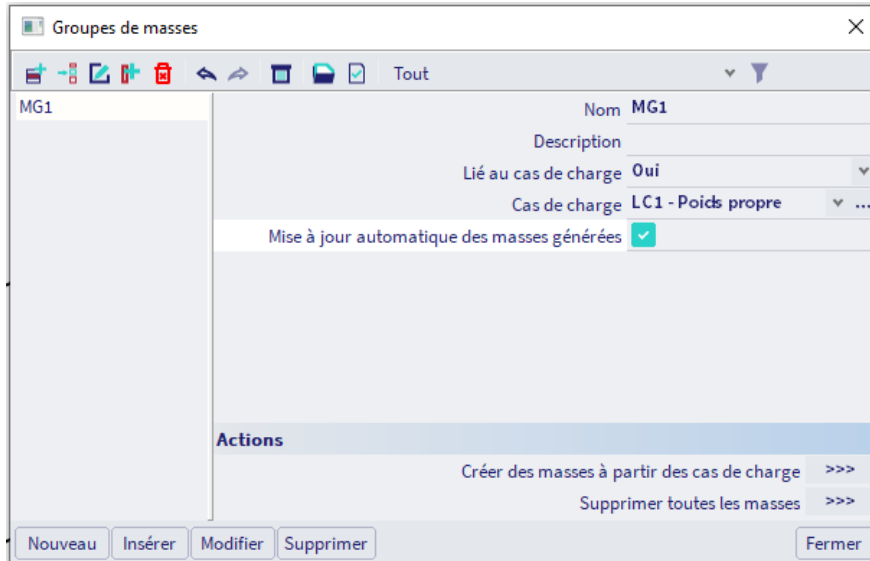 Groupes de masses
Tout
MG1
Nom MG1
Description
Lié au cas de charge Oui
Cas de charge LC1 - Poids propre ...
Mise à jour automatique des masses générées
Actions
Créer des masses à partir des cas de charge >>>
Supprimer toutes les masses >>>
Nouveau Insérer Modifier Supprimer Fermer